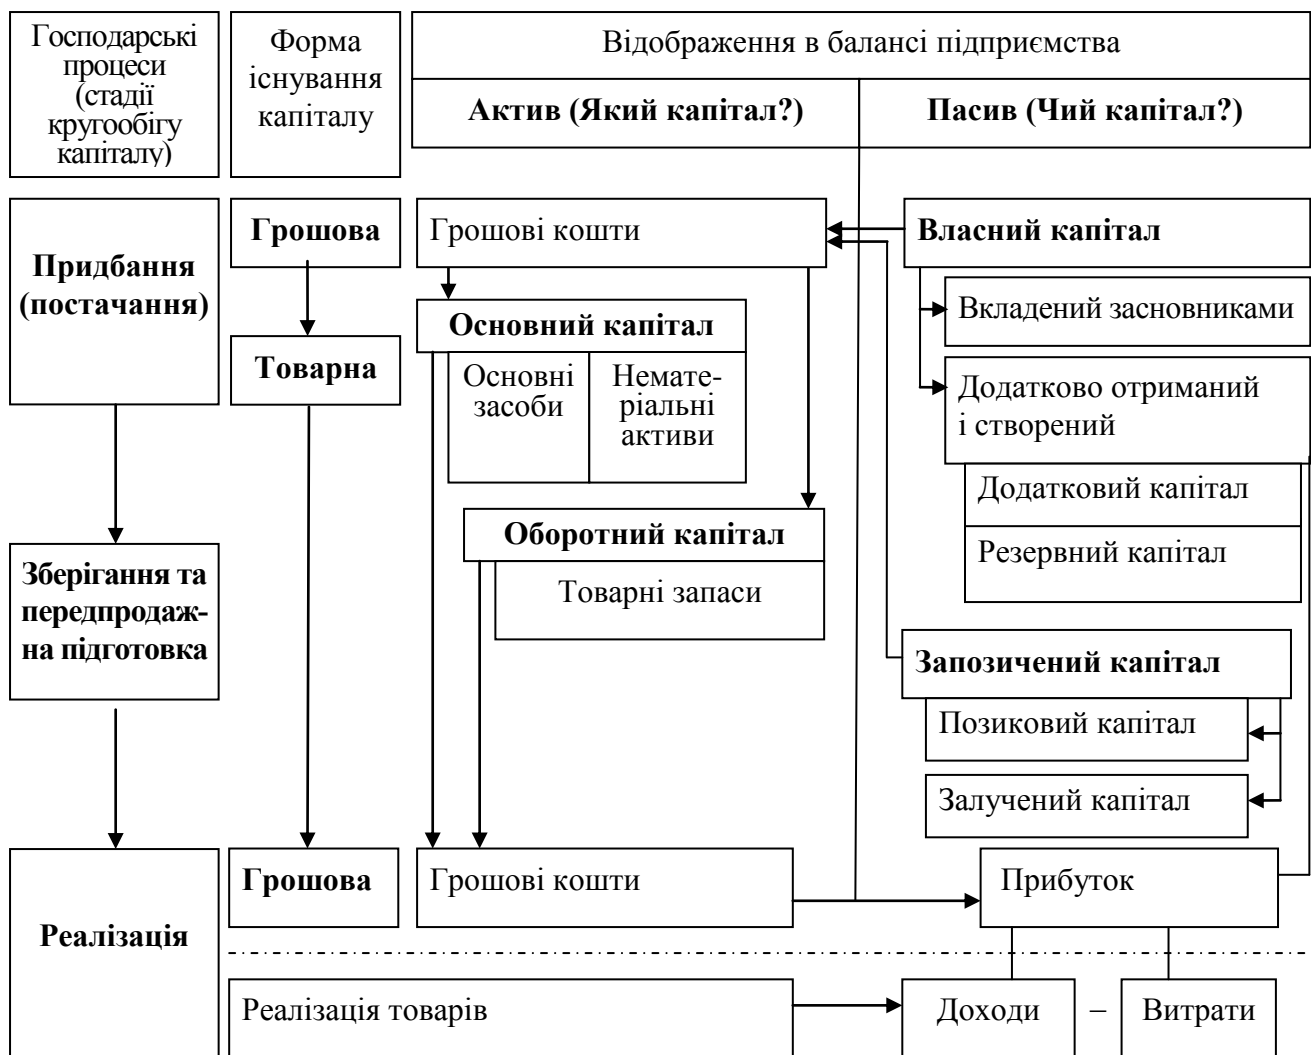 Господарські
процеси
(стадії
кругообігу
капіталу)
Форма
існування
капіталу
Відображення в балансі підприємства
Актив (Який капітал?)
Пасив (Чий капітал?)
Придбання
(постачання)
Грошова
Грошові кошти
Власний капітал
Вкладений засновниками
Основний капітал
Товарна
Основні
засоби
Немате-
ріальні
активи
Додатково отриманий
і створений
Додатковий капітал
Резервний капітал
Оборотний капітал
Товарні запаси
Зберігання та
передпродаж-
на підготовка
Запозичений капітал
Позиковий капітал
Залучений капітал
Реалізація
Грошова
Грошові кошти
Прибуток
Реалізація товарів
Доходи
–
Витрати